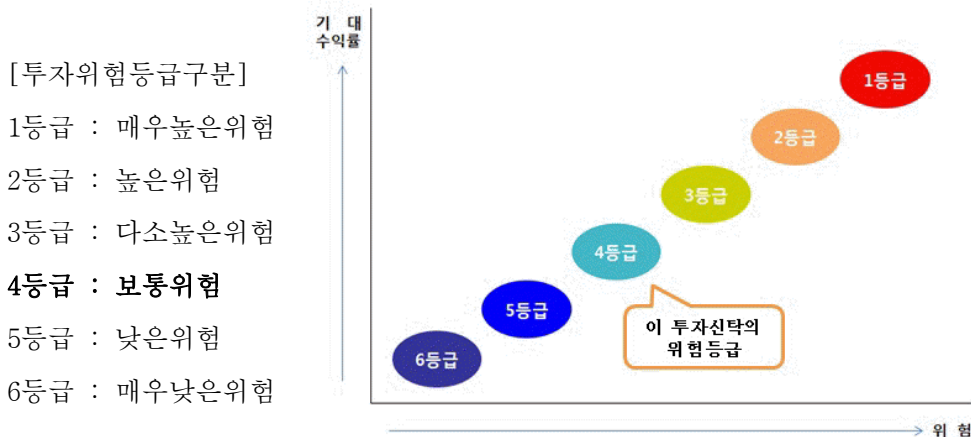 [투자위험등급구분]
1등급 : 매우높은위험
2등급 : 높은위험
3등급 : 다소높은위험
4등급 : 보통위험
5등급 : 낮은위험
6등급 : 매우낮은위험
기 대
수익률
1등급
2등급
3등급
4등급
5등급
6등급
이 투자신탁의
위험등급
위 험